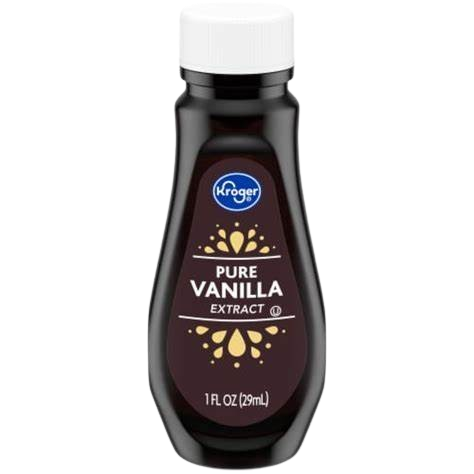 Kroger
PURE
VANILLA
EXTRACT Ⓤ
1 FL OZ (29mL)